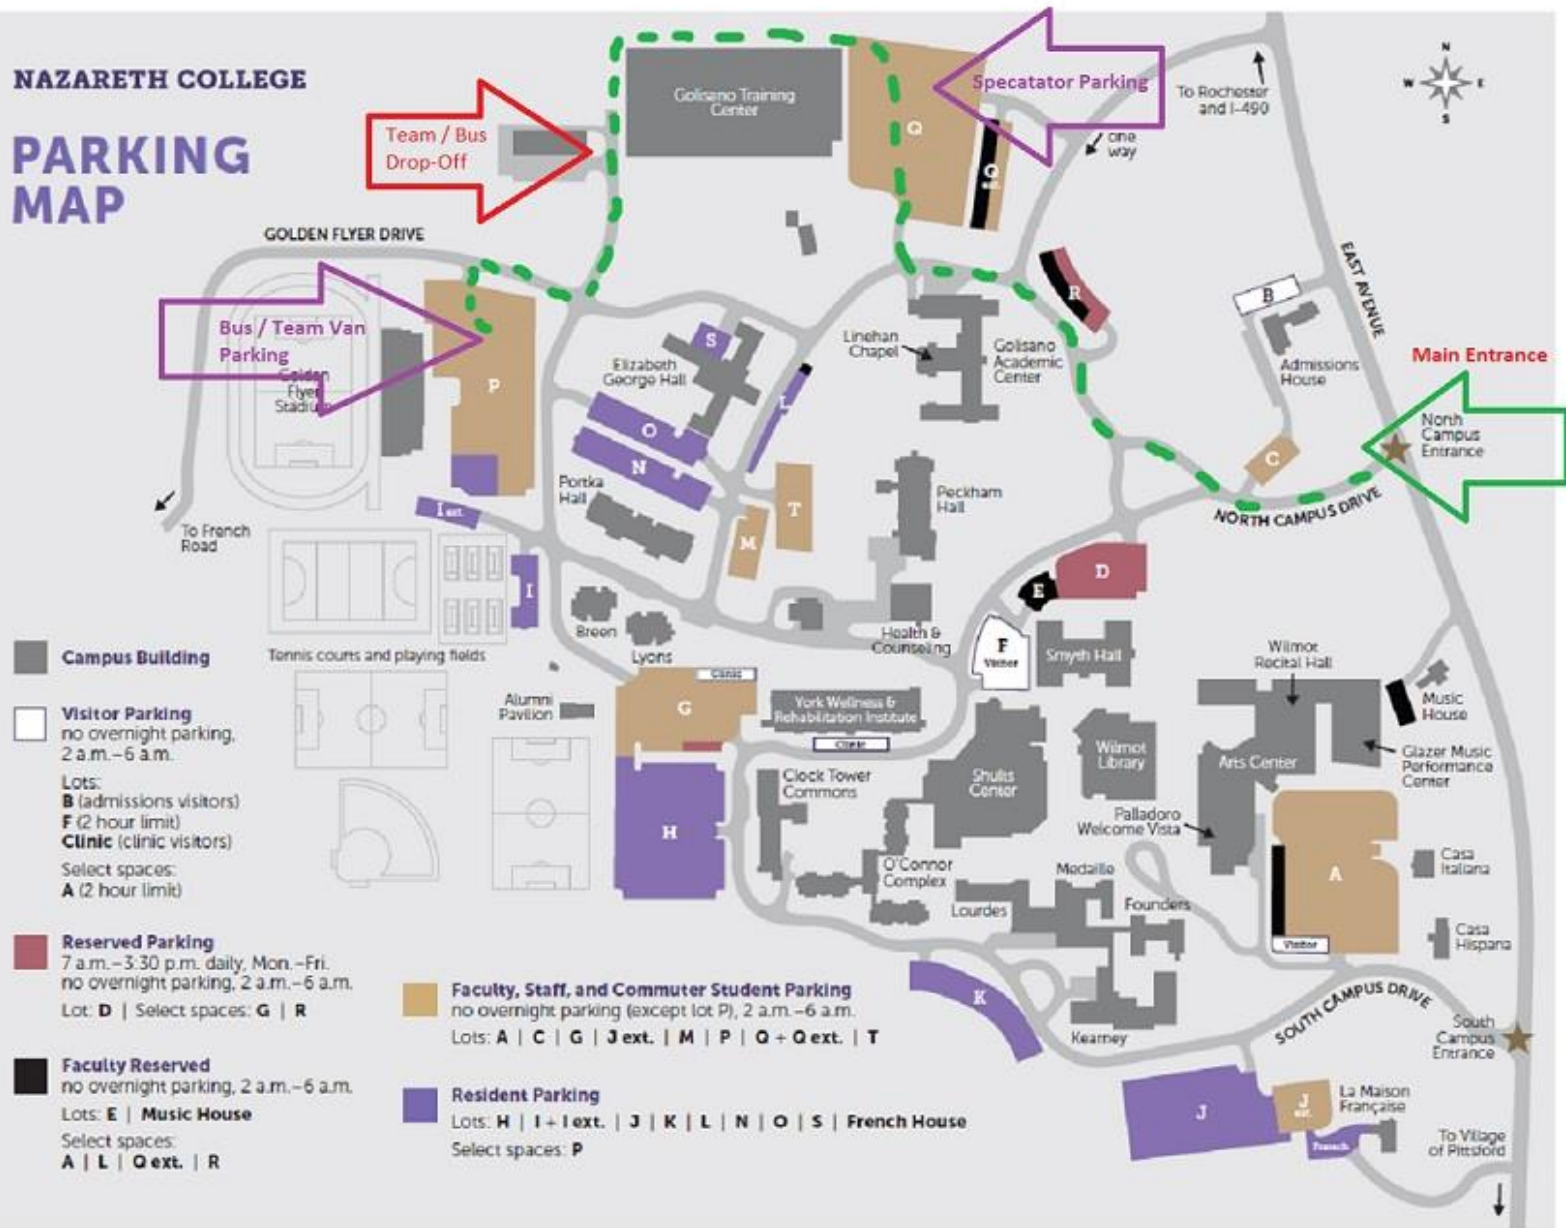 NAZARETH COLLEGE
PARKING
MAP
Golisano Training
Center
Specatator Parking
Q
Q
ext.
one
way
To Rochester
and I-490
N
W
E
S
Team / Bus
Drop-Off
GOLDEN FLYER DRIVE
EAST AVENUE
Bus / Team Van
Parking
Golden
Flyer
Stadium
P
S
Elizabeth
George Hall
L
O
N
Linehan
Chapel
Golisano
Academic
Center
R
B
Admissions
House
Main Entrance
North
Campus
Entrance
C
NORTH CAMPUS DRIVE
To French
Road
I ext.
Portka
Hall
T
M
Peckham
Hall
D
E
I
Breen
Lyons
Health &
Counseling
F
Visitor
Smyth Hall
Wilmot
Recital Hall
Tennis courts and playing fields
Clinic
G
Alumni
Pavilion
York Wellness &
Rehabilitation Institute
Clinic
Music
House
Wilmot
Library
Arts Center
Glazer Music
Performance
Center
Clock Tower
Commons
Shults
Center
Palladoro
Welcome Vista
H
O'Connor
Complex
Medaille
Lourdes
Founders
A
Casa
Italiana
Visitor
Casa
Hispana
K
Kearney
SOUTH CAMPUS DRIVE
South
Campus
Entrance
J
J
ext.
La Maison
Française
French
To Village
of Pittsford
Campus Building
Visitor Parking
no overnight parking,
2 a.m.–6 a.m.
Lots:
B (admissions visitors)
F (2 hour limit)
Clinic (clinic visitors)
Select spaces:
A (2 hour limit)
Reserved Parking
7 a.m.–3:30 p.m. daily, Mon.–Fri.
no overnight parking, 2 a.m.–6 a.m.
Lot: D | Select spaces: G | R
Faculty Reserved
no overnight parking, 2 a.m.–6 a.m.
Lots: E | Music House
Select spaces:
A | L | Q ext. | R
Faculty, Staff, and Commuter Student Parking
no overnight parking (except lot P), 2 a.m.–6 a.m.
Lots: A | C | G | J ext. | M | P | Q + Q ext. | T
Resident Parking
Lots: H | I + I ext. | J | K | L | N | O | S | French House
Select spaces: P